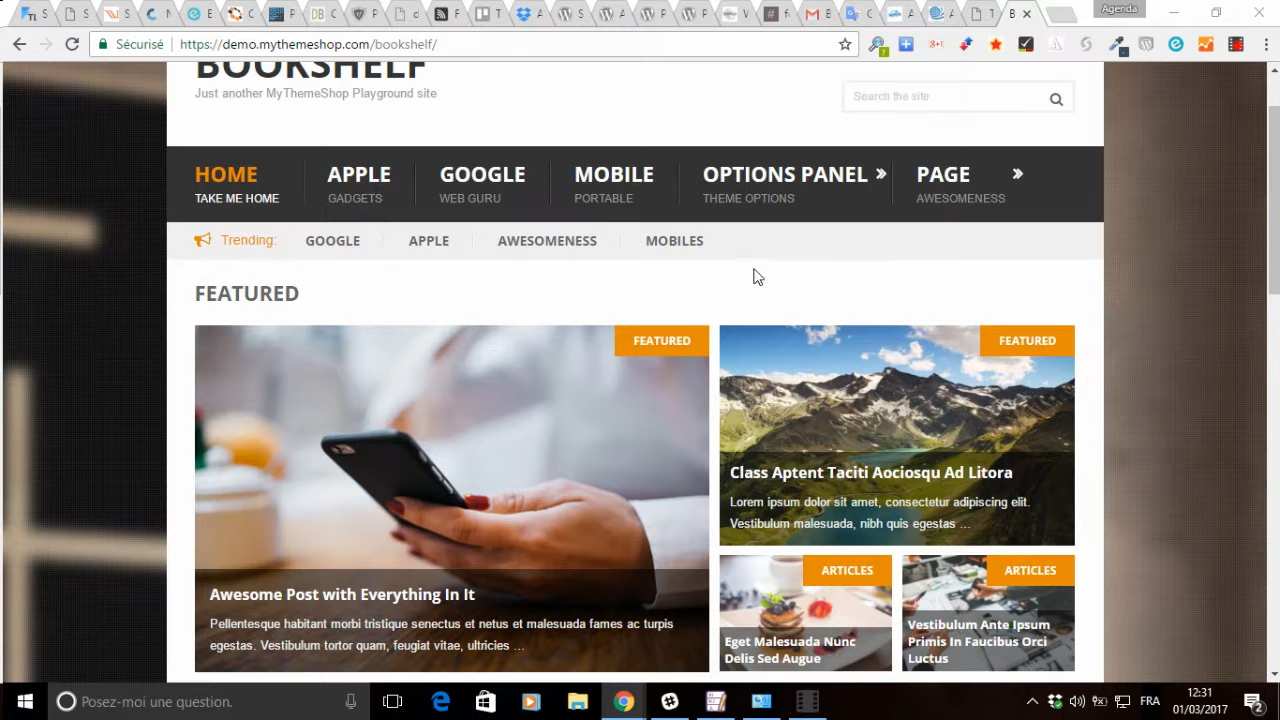 Agenda
Sécurisé https://demo.mythemeshop.com/bookshelf/
BOOKSHELF
Just another MyThemeShop Playground site
Search the site
HOME APPLE GOOGLE MOBILE OPTIONS PANEL » PAGE »
TAKE ME HOME GADGETS WEB GURU PORTABLE THEME OPTIONS AWESOMENESS
Trending: GOOGLE APPLE AWESOMENESS MOBILES
FEATURED
FEATURED
Awesome Post with Everything In It
Pellentesque habitant morbi tristique senectus et netus et malesuada fames ac turpis
egestas. Vestibulum tortor quam, feugiat vitae, ultricies ...
FEATURED
Class Aptent Taciti Aociosqu Ad Litora
Lorem ipsum dolor sit amet, consectetur adipiscing elit.
Vestibulum malesuada, nibh quis egestas ...
ARTICLES
Eget Malesuada Nunc
Delis Sed Augue
ARTICLES
Vestibulum Ante Ipsum
Primis In Faucibus Orci
Luctus
Posez-moi une question.
FRA
12:31
01/03/2017
2